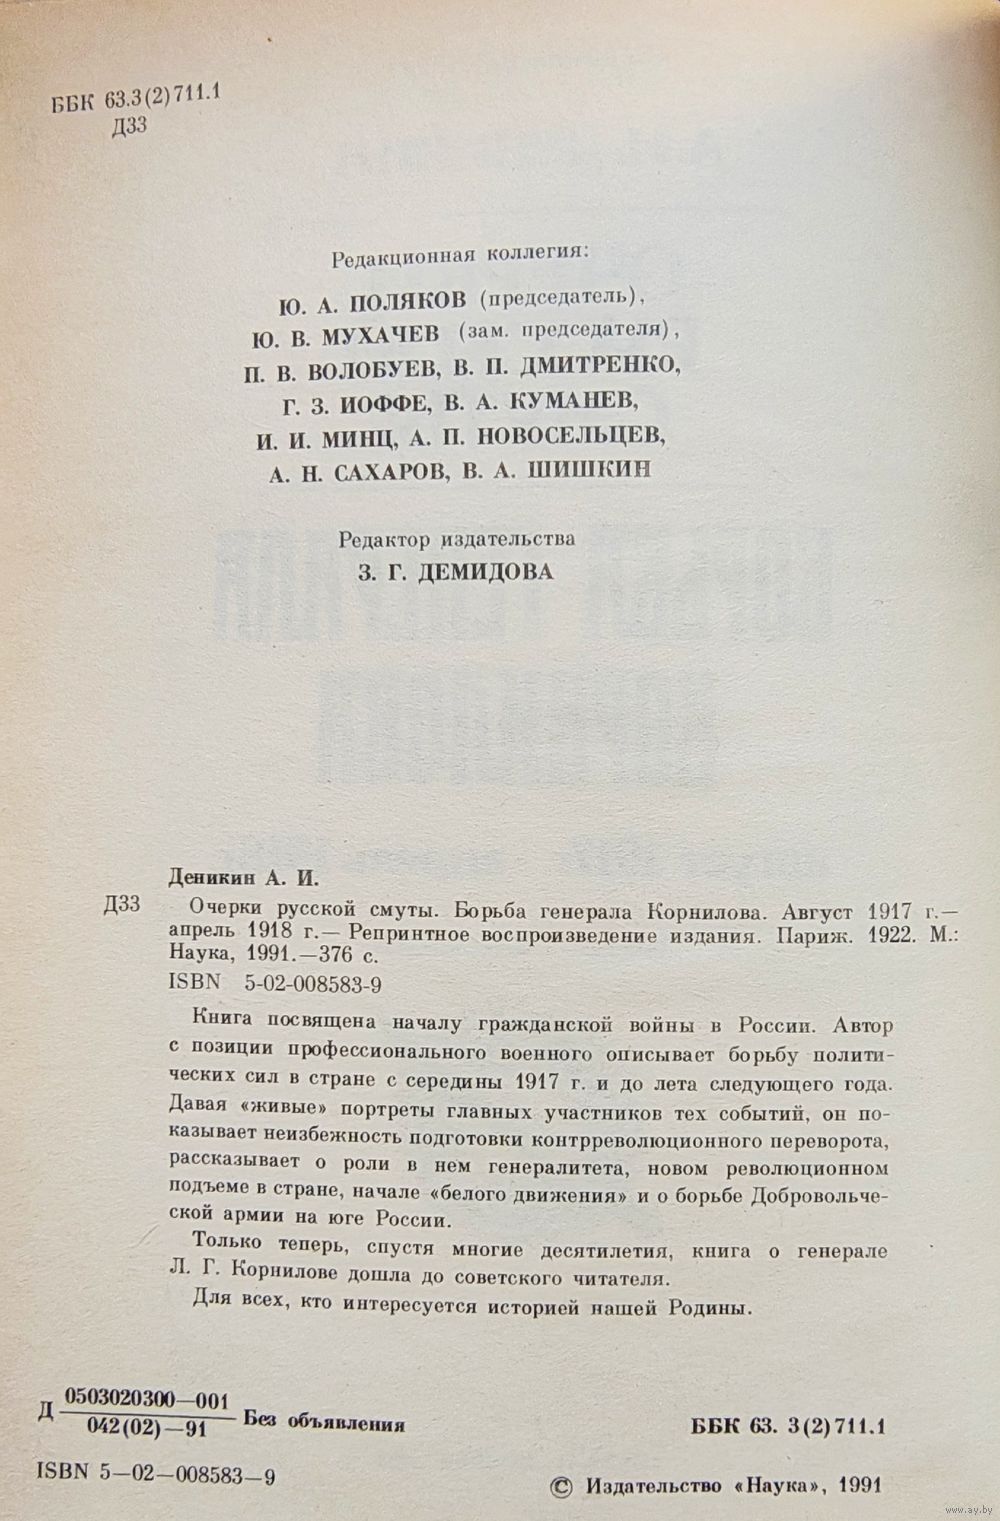 ББК 63.3(2)711.1
Д33
Редакционная коллегия:
Ю. А. ПОЛЯКОВ (председатель),
Ю. В. МУХАЧЕВ (зам. председателя),
П. В. ВОЛОБУЕВ, В. П. ДМИТРЕНКО,
Г. З. ИОФФЕ, В. А. КУМАНЕВ,
И. И. МИНЦ, А. П. НОВОСЕЛЬЦЕВ,
А. Н. САХАРОВ, В. А. ШИШКИН
Редактор издательства
З. Г. ДЕМИДОВА
Деникин А. И.
Д33 Очерки русской смуты. Борьба генерала Корнилова. Август 1917 г.—
апрель 1918 г.— Репринтное воспроизведение издания. Париж. 1922. М.:
Наука, 1991.—376 с.
ISBN 5-02-008583-9
Книга посвящена началу гражданской войны в России. Автор
с позиции профессионального военного описывает борьбу полити-
ческих сил в стране с середины 1917 г. и до лета следующего года.
Давая «живые» портреты главных участников тех событий, он по-
казывает неизбежность подготовки контрреволюционного переворота,
рассказывает о роли в нем генералитета, новом революционном
подъеме в стране, начале «белого движения» и о борьбе Добровольче-
ской армии на юге России.
Только теперь, спустя многие десятилетия, книга о генерале
Л. Г. Корнилове дошла до советского читателя.
Для всех, кто интересуется историей нашей Родины.
Д 0503020300—001
042(02)—91 Без объявления
ББК 63. 3(2)711.1
ISBN 5—02—008583—9
© Издательство «Наука», 1991
www.ay.by